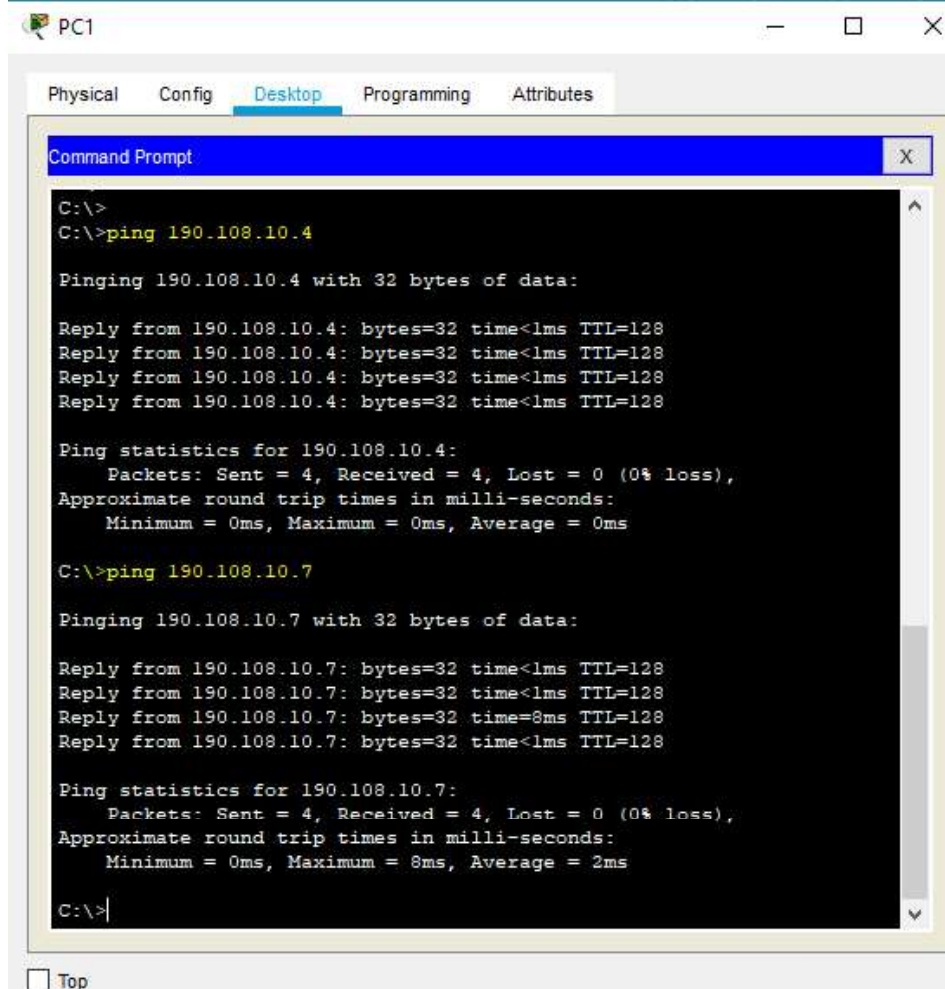 PC1
Physical Config Desktop Programming Attributes
Command Prompt X
C:\>
C:\>ping 190.108.10.4
Pinging 190.108.10.4 with 32 bytes of data:
Reply from 190.108.10.4: bytes=32 time<1ms TTL=128
Reply from 190.108.10.4: bytes=32 time<1ms TTL=128
Reply from 190.108.10.4: bytes=32 time<1ms TTL=128
Reply from 190.108.10.4: bytes=32 time<1ms TTL=128
Ping statistics for 190.108.10.4:
Packets: Sent = 4, Received = 4, Lost = 0 (0% loss),
Approximate round trip times in milli-seconds:
Minimum = 0ms, Maximum = 0ms, Average = 0ms
C:\>ping 190.108.10.7
Pinging 190.108.10.7 with 32 bytes of data:
Reply from 190.108.10.7: bytes=32 time<1ms TTL=128
Reply from 190.108.10.7: bytes=32 time<1ms TTL=128
Reply from 190.108.10.7: bytes=32 time=8ms TTL=128
Reply from 190.108.10.7: bytes=32 time<1ms TTL=128
Ping statistics for 190.108.10.7:
Packets: Sent = 4, Received = 4, Lost = 0 (0% loss),
Approximate round trip times in milli-seconds:
Minimum = 0ms, Maximum = 8ms, Average = 2ms
C:\>
Top